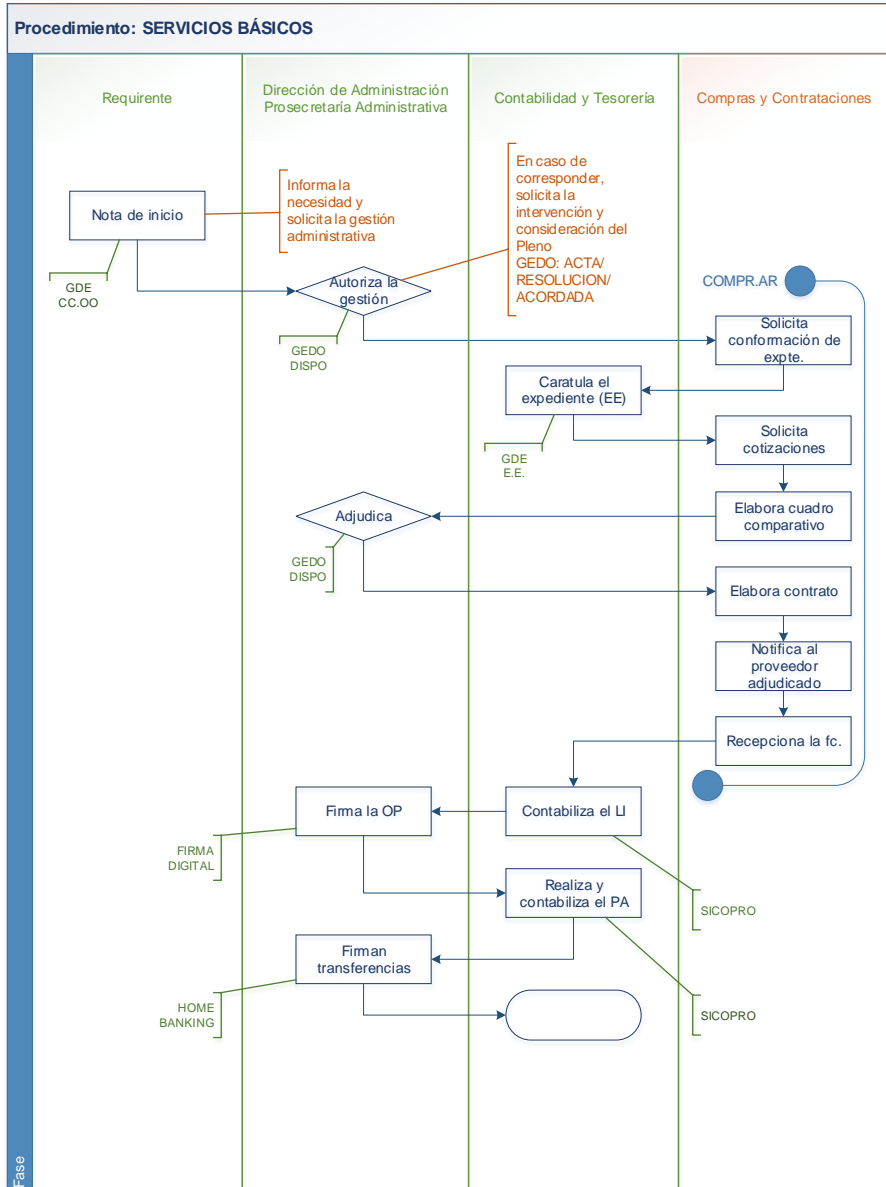 Procedimiento: SERVICIOS BÁSICOS
Requirente
Dirección de Administración
Prosecretaría Administrativa
Contabilidad y Tesorería
Compras y Contrataciones
Nota de inicio
Informa la
necesidad y
solicita la gestión
administrativa
En caso de
corresponder,
solicita la
intervención y
consideración del
Pleno
GEDO: ACTA/
RESOLUCION/
ACORDADA
GDE
CC.OO
Autoriza la
gestión
COMPR.AR
GEDO
DISPO
Solicita
conformación de
expte.
Caratula el
expediente (EE)
GDE
E.E.
Solicita
cotizaciones
Elabora cuadro
comparativo
Adjudica
GEDO
DISPO
Elabora contrato
Notifica al
proveedor
adjudicado
Recepciona la fc.
Contabiliza el LI
Firma la OP
FIRMA
DIGITAL
Realiza y
contabiliza el PA
SICOPRO
Firman
transferencias
HOME
BANKING
SICOPRO
Fase